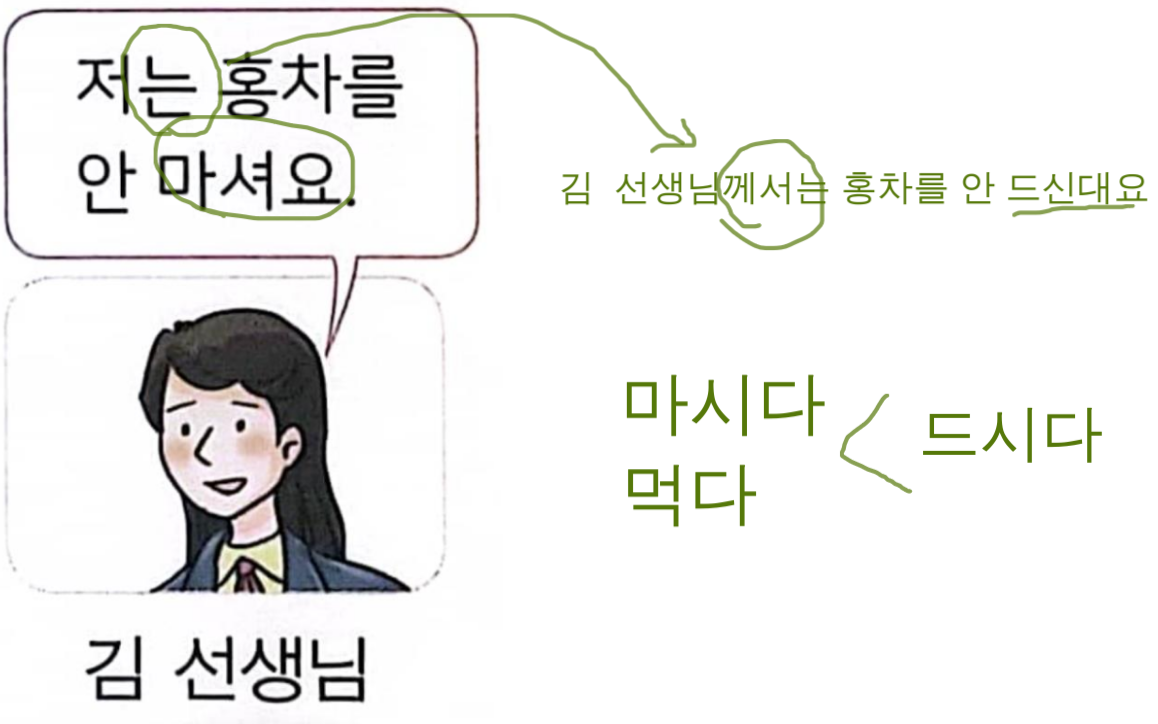 저는 홍차를
안 마셔요.
김 선생님께서는 홍차를 안 드신대요
마시다
먹다
드시다
김 선생님